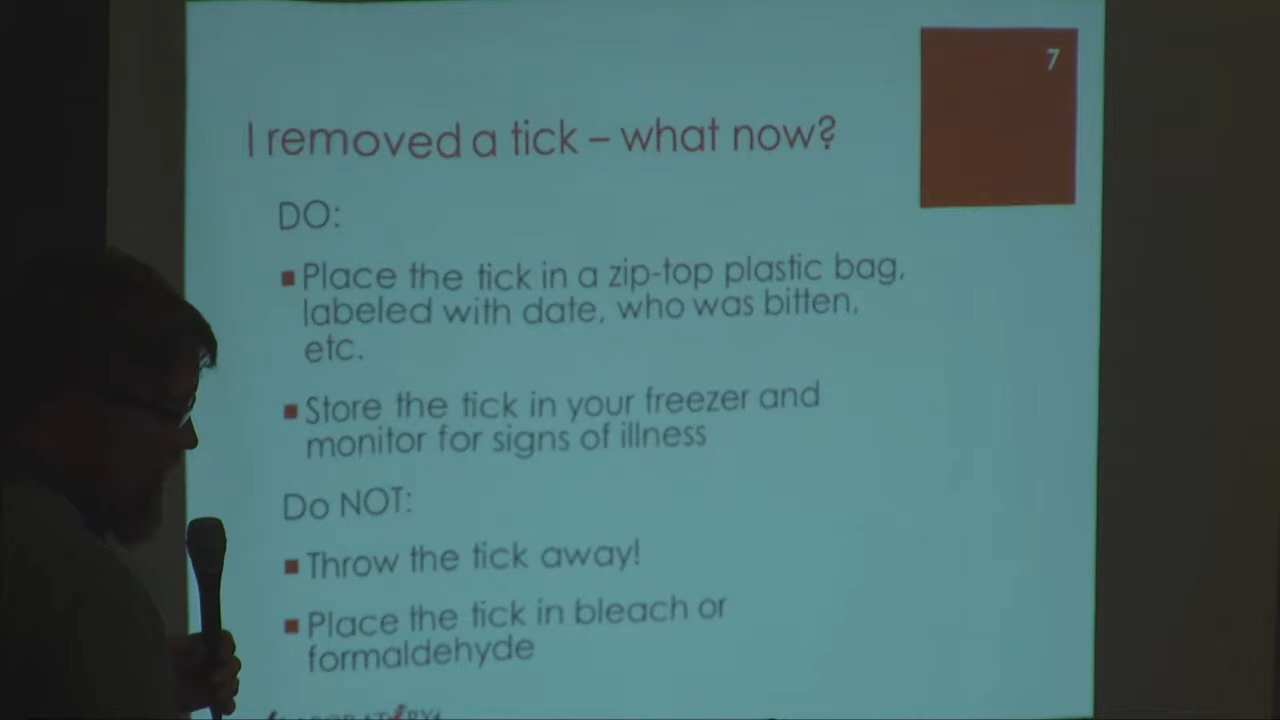 7
I removed a tick – what now?
DO:
Place the tick in a zip-top plastic bag,
labeled with date, who was bitten,
etc.
Store the tick in your freezer and
monitor for signs of illness
Do NOT:
Throw the tick away!
Place the tick in bleach or
formaldehyde